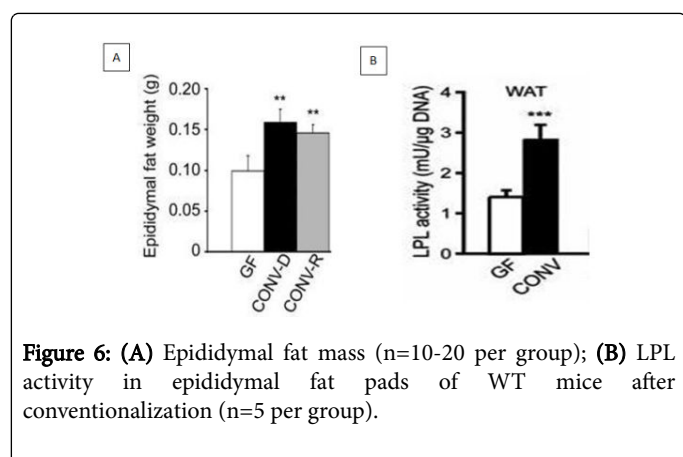 A
Epididymal fat weight (g)
0.20
0.15
0.10
0.05
0
**
**
GF
CONV-D
CONV-R
B
LPL activity (mU/µg DNA)
WAT
4
3
2
1
0
***
GF
CONV
Figure 6: (A) Epididymal fat mass (n=10-20 per group); (B) LPL
activity in epididymal fat pads of WT mice after
conventionalization (n=5 per group).